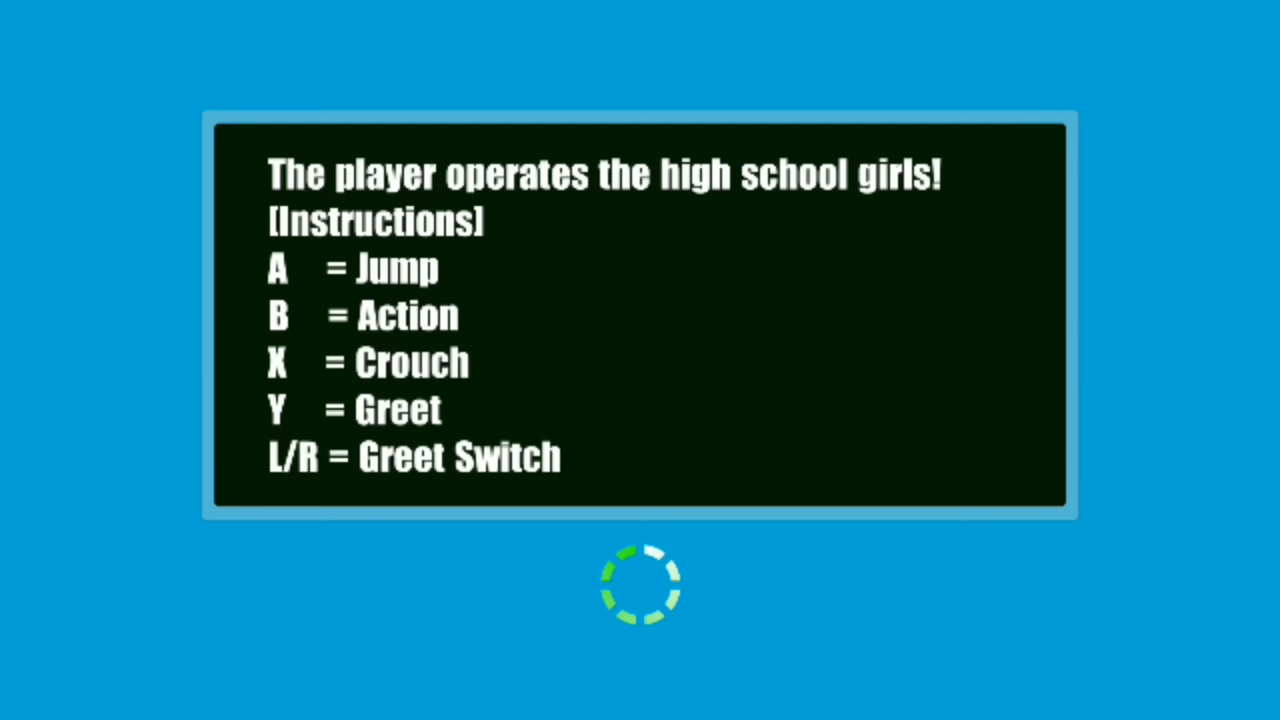 The player operates the high school girls!
[Instructions]
A = Jump
B = Action
X = Crouch
Y = Greet
L/R = Greet Switch